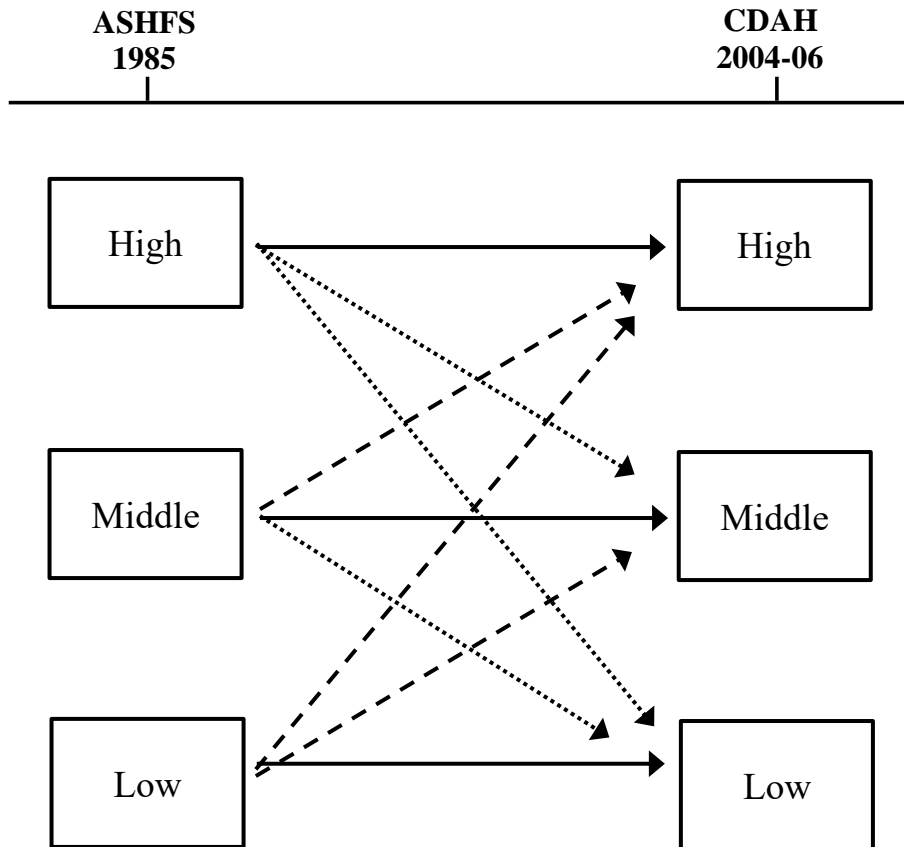 ASHFS
1985
CDAH
2004-06
High
High
Middle
Middle
Low
Low